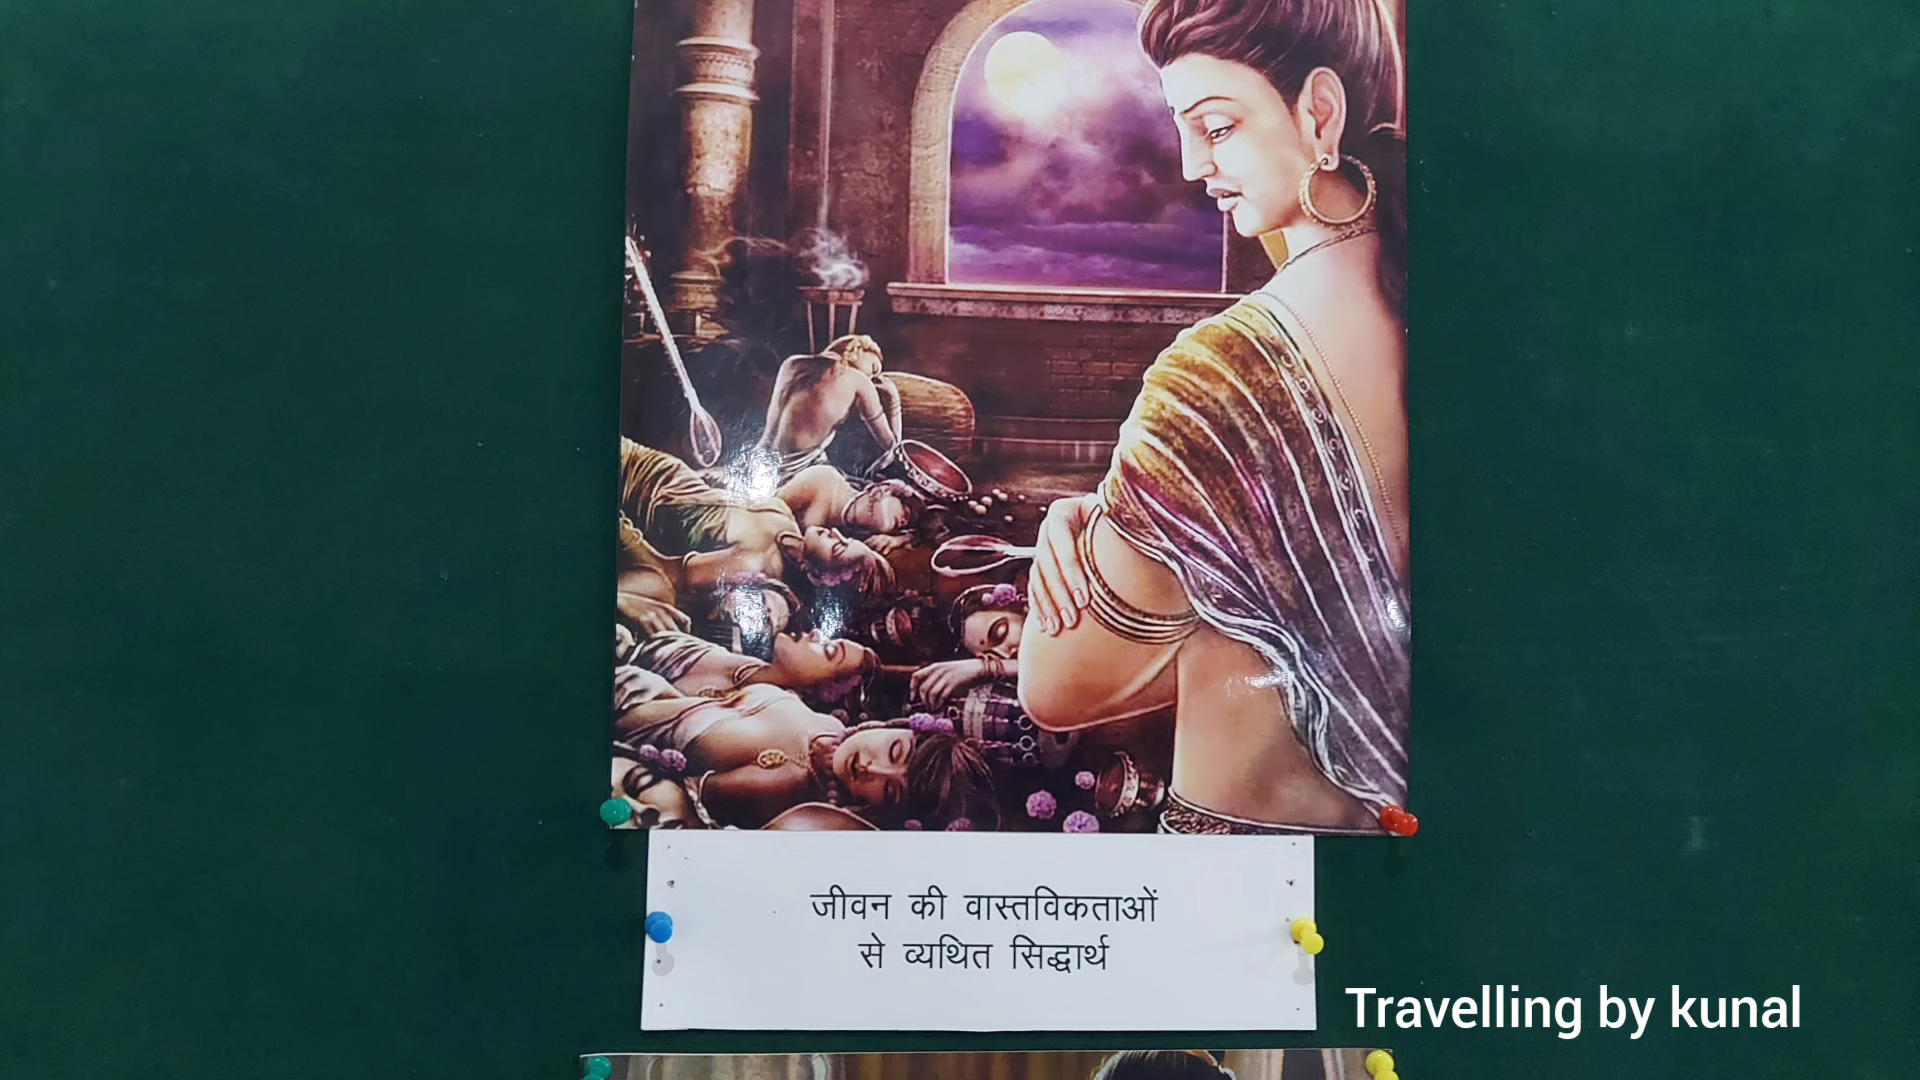 जीवन की वास्तविकताओं
से व्यथित सिद्धार्थ
Travelling by kunal